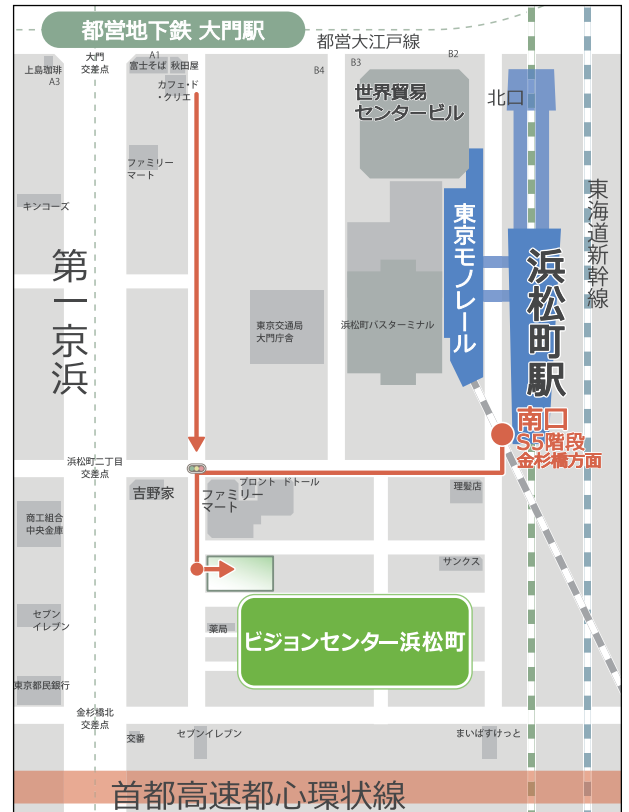 都営地下鉄 大門駅
都営大江戸線
大門
交差点
上島珈琲
A3
A1
富士そば
秋田屋
カフェ・ド
・クリエ
B4
B3
B2
世界貿易
センタービル
北口
ファミリー
マート
キンコーズ
東海道新幹線
東京モノレール
浜松町駅
第一京浜
東京交通局
大門庁舎
浜松町バスターミナル
南口
S5階段
金杉橋方面
浜松町二丁目
交差点
吉野家
ファミリー
マート
プロント
ドトール
理髪店
商工組合
中央金庫
サンクス
セブン
イレブン
薬局
ビジョンセンター浜松町
東京都民銀行
金杉橋北
交差点
交番
セブンイレブン
まいばすけっと
首都高速都心環状線